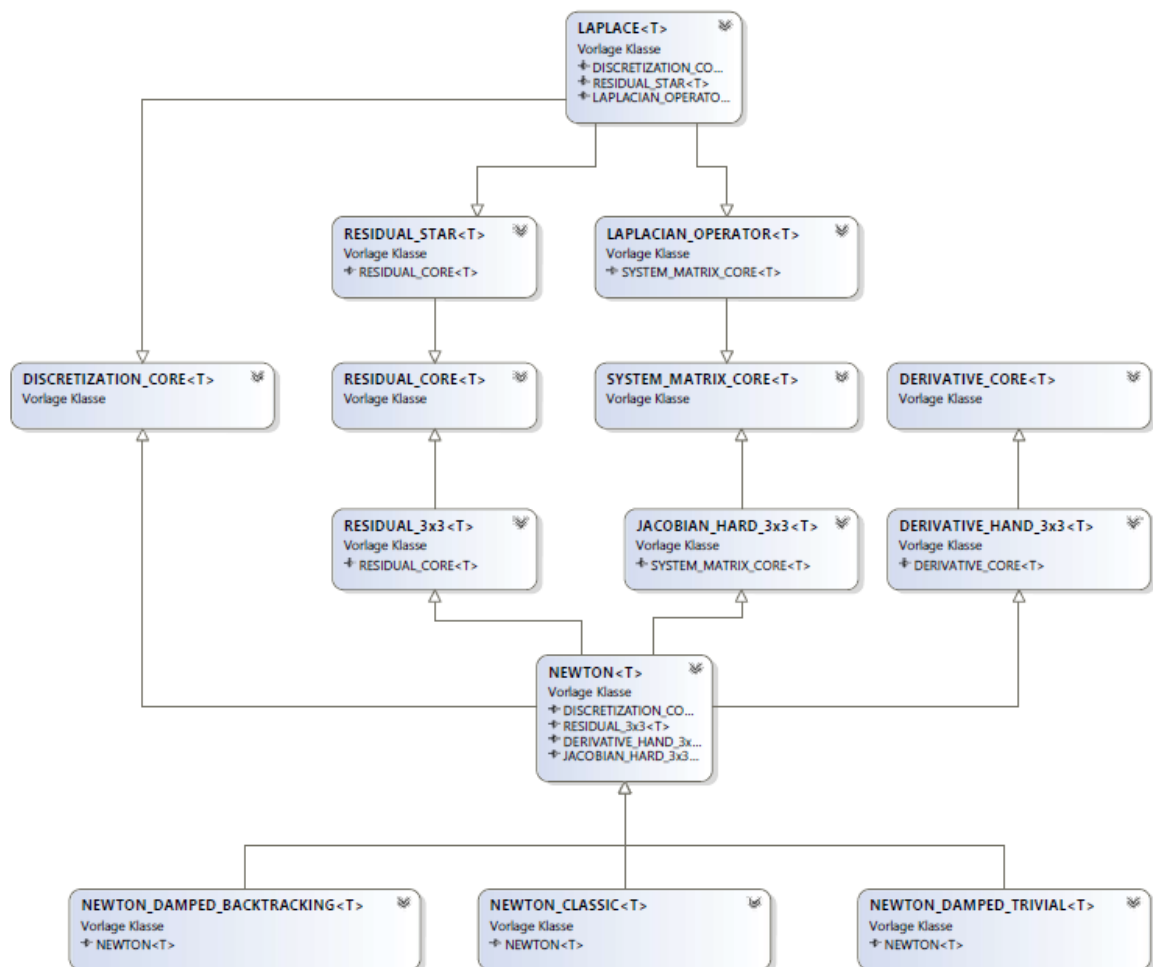 LAPLACE<T>
Vorlage Klasse
DISCRETIZATION_CO...
RESIDUAL_STAR<T>
LAPLACIAN_OPERATO...
RESIDUAL_STAR<T>
Vorlage Klasse
RESIDUAL_CORE<T>
LAPLACIAN_OPERATOR<T>
Vorlage Klasse
SYSTEM_MATRIX_CORE<T>
DISCRETIZATION_CORE<T>
Vorlage Klasse
RESIDUAL_CORE<T>
Vorlage Klasse
SYSTEM_MATRIX_CORE<T>
Vorlage Klasse
DERIVATIVE_CORE<T>
Vorlage Klasse
RESIDUAL_3x3<T>
Vorlage Klasse
RESIDUAL_CORE<T>
JACOBIAN_HARD_3x3<T>
Vorlage Klasse
SYSTEM_MATRIX_CORE<T>
DERIVATIVE_HAND_3x3<T>
Vorlage Klasse
DERIVATIVE_CORE<T>
NEWTON<T>
Vorlage Klasse
DISCRETIZATION_CO...
RESIDUAL_3x3<T>
DERIVATIVE_HAND_3x...
JACOBIAN_HARD_3x3...
NEWTON_DAMPED_BACKTRACKING<T>
Vorlage Klasse
NEWTON<T>
NEWTON_CLASSIC<T>
Vorlage Klasse
NEWTON<T>
NEWTON_DAMPED_TRIVIAL<T>
Vorlage Klasse
NEWTON<T>